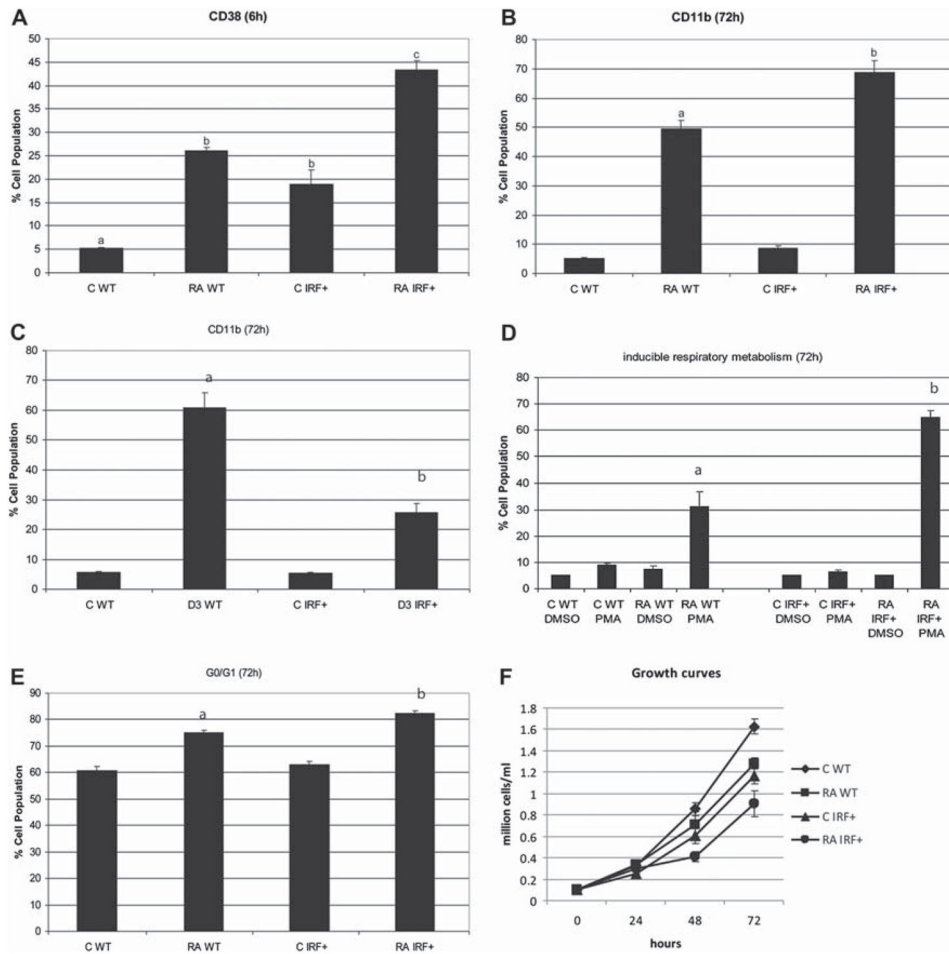 A
CD38 (6h)
% Cell Population
50
45
40
35
30
25
20
15
10
5
0
a
b
b
c
C WT
RA WT
C IRF+
RA IRF+
B
CD11b (72h)
% Cell Population
80
70
60
50
40
30
20
10
0
a
b
C WT
RA WT
C IRF+
RA IRF+
C
CD11b (72h)
% Cell Population
80
70
60
50
40
30
20
10
0
a
b
C WT
D3 WT
C IRF+
D3 IRF+
D
inducible respiratory metabolism (72h)
% Cell Population
80
70
60
50
40
30
20
10
0
a
b
C WT DMSO
C WT PMA
RA WT DMSO
RA WT PMA
C IRF+ DMSO
C IRF+ PMA
RA IRF+ DMSO
RA IRF+ PMA
E
G0/G1 (72h)
% Cell Population
90
80
70
60
50
40
30
20
10
0
a
b
C WT
RA WT
C IRF+
RA IRF+
F
Growth curves
million cells/ml
1.8
1.6
1.4
1.2
1
0.8
0.6
0.4
0.2
0
0
24
48
72
hours
C WT
RA WT
C IRF+
RA IRF+